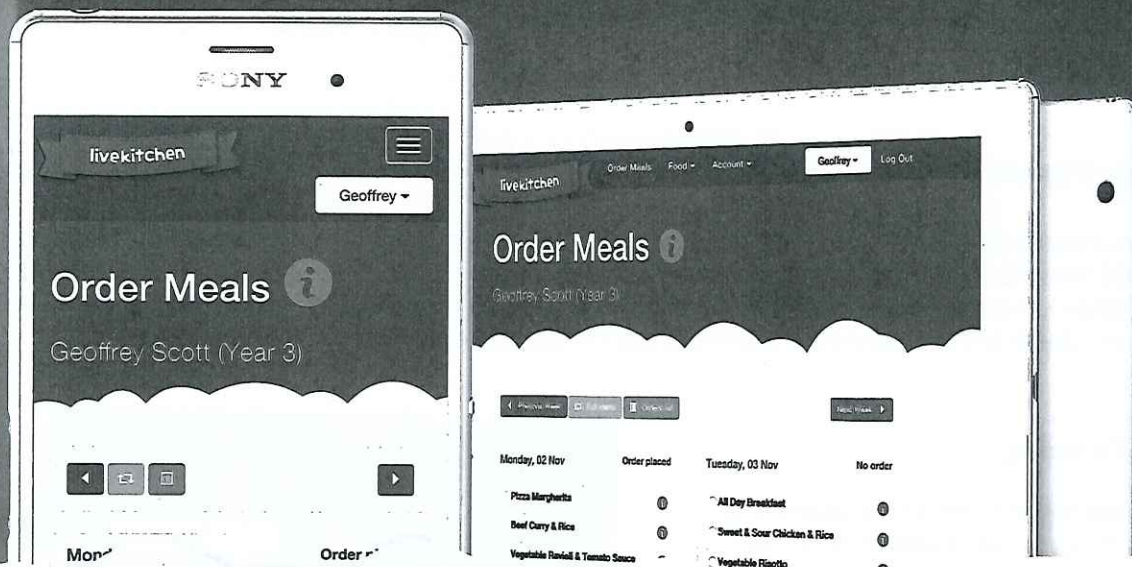 SONY
livekitchen
Geoffrey
Order Meals i
Geoffrey Scott (Year 3)
Order
livekitchen
Order Meals Food Account Geoffrey Log Out
Order Meals i
Geoffrey Scott (Year 3)
Previous Week
Next Week
Monday, 02 Nov Order placed
Pizza Margherita i
Beef Curry & Rice i
Vegetable Ravioli & Tomato Sauce
Tuesday, 03 Nov No order
All Day Breakfast i
Sweet & Sour Chicken & Rice i
Vegetable Risotto